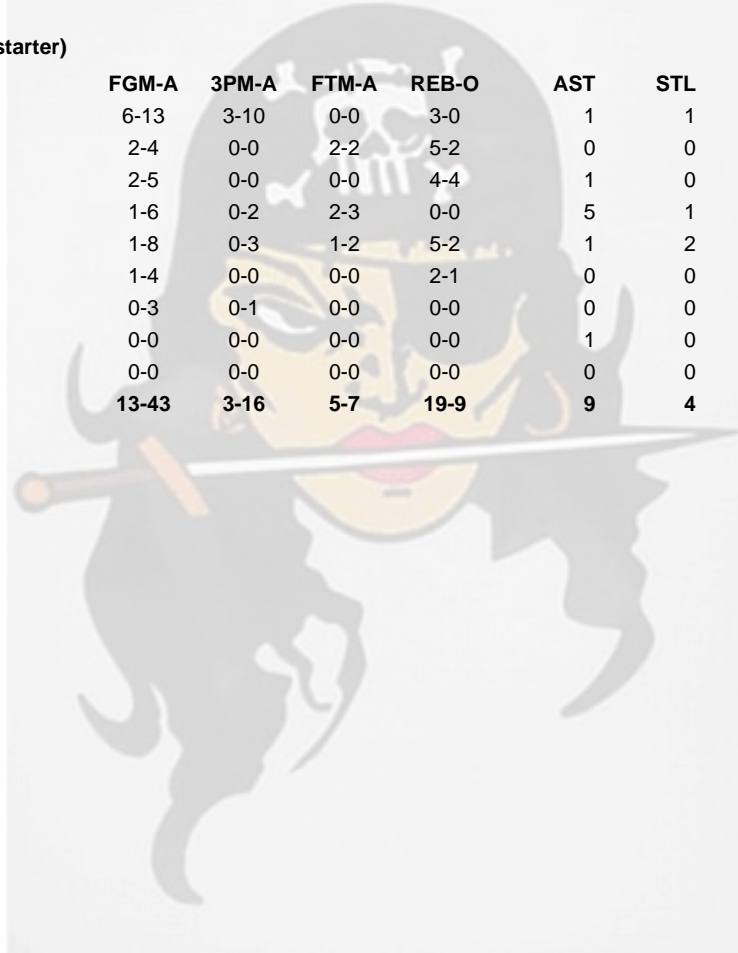 starter)
FGM-A 3PM-A FTM-A REB-O AST STL
6-13 3-10 0-0 3-0 1 1
2-4 0-0 2-2 5-2 0 0
2-5 0-0 0-0 4-4 1 0
1-6 0-2 2-3 0-0 5 1
1-8 0-3 1-2 5-2 1 2
1-4 0-0 0-0 2-1 0 0
0-3 0-1 0-0 0-0 0 0
0-0 0-0 0-0 0-0 1 0
0-0 0-0 0-0 0-0 0 0
13-43 3-16 5-7 19-9 9 4